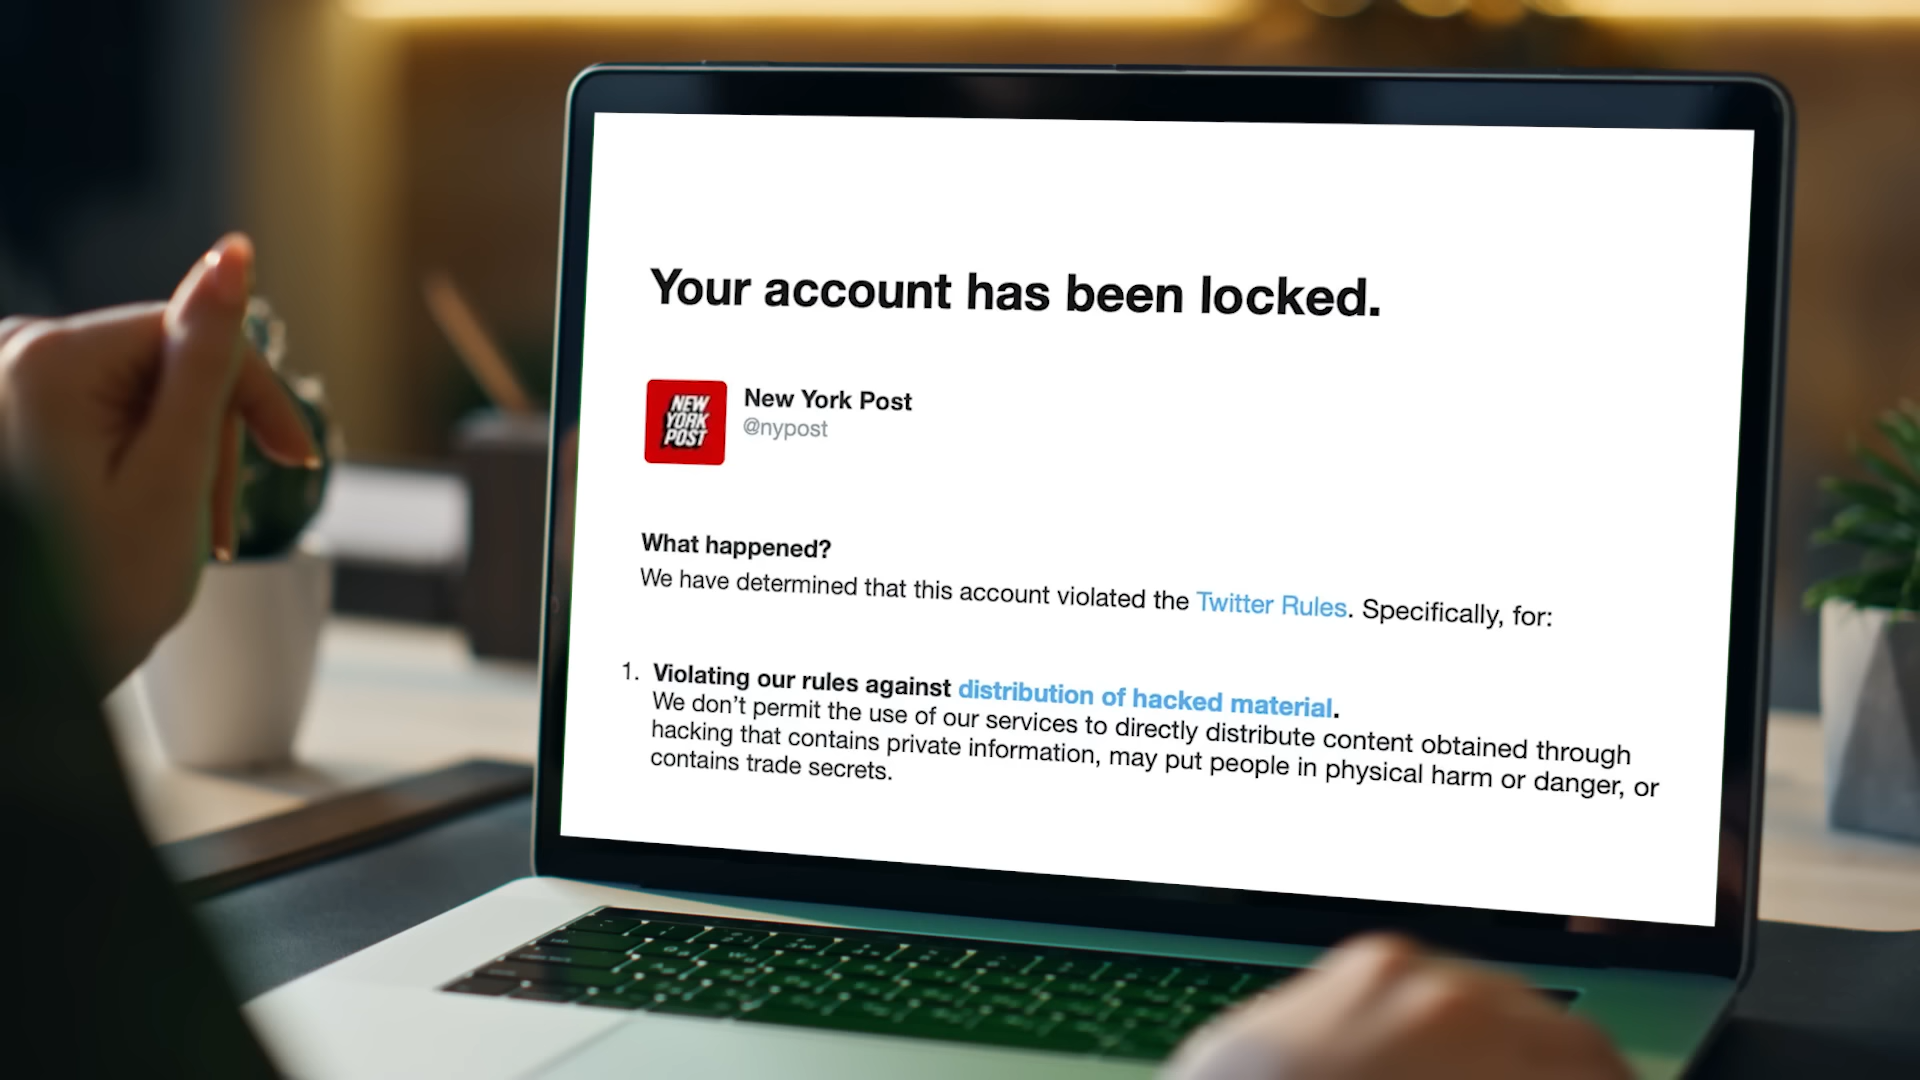 Your account has been locked.
NEW
YORK
POST
New York Post
@nypost
What happened?
We have determined that this account violated the Twitter Rules. Specifically, for:
1. Violating our rules against distribution of hacked material.
We don’t permit the use of our services to directly distribute content obtained through
hacking that contains private information, may put people in physical harm or danger, or
contains trade secrets.